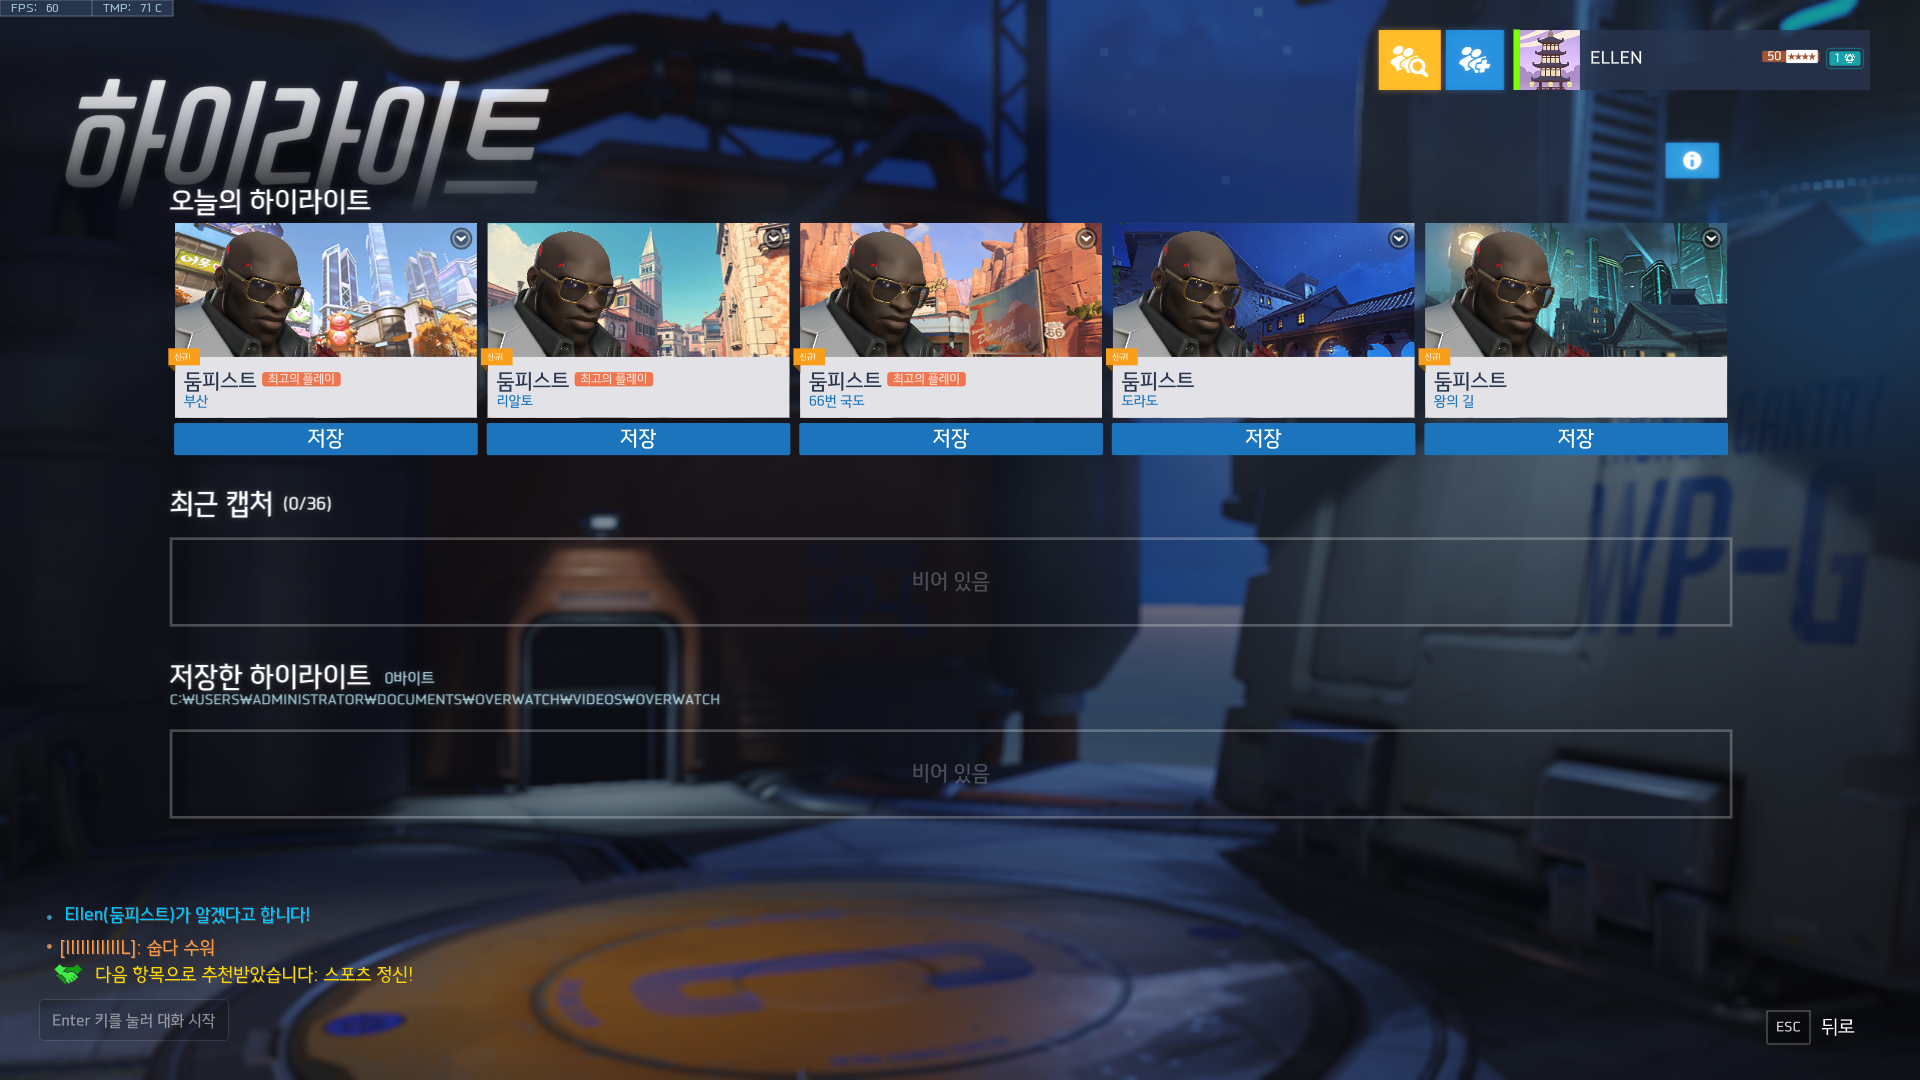 FPS: 60 TMP: 71 C
ELLEN 50 1
하이라이트
오늘의 하이라이트
신규! 신규! 신규! 신규! 신규!
둠피스트 최고의 플레이 둠피스트 최고의 플레이 둠피스트 최고의 플레이 둠피스트 둠피스트
부산 리알토 66번 국도 도라도 왕의 길
저장 저장 저장 저장 저장
최근 캡처 (0/36)
비어 있음
저장한 하이라이트 0바이트
C:₩USERS₩ADMINISTRATOR₩DOCUMENTS₩OVERWATCH₩VIDEOS₩OVERWATCH
비어 있음
WP-G
Ellen(둠피스트)가 알겠다고 합니다!
[IIIIIIIIIIIL]: 숩다 수워
다음 항목으로 추천받았습니다: 스포츠 정신!
Enter 키를 눌러 대화 시작
ESC 뒤로